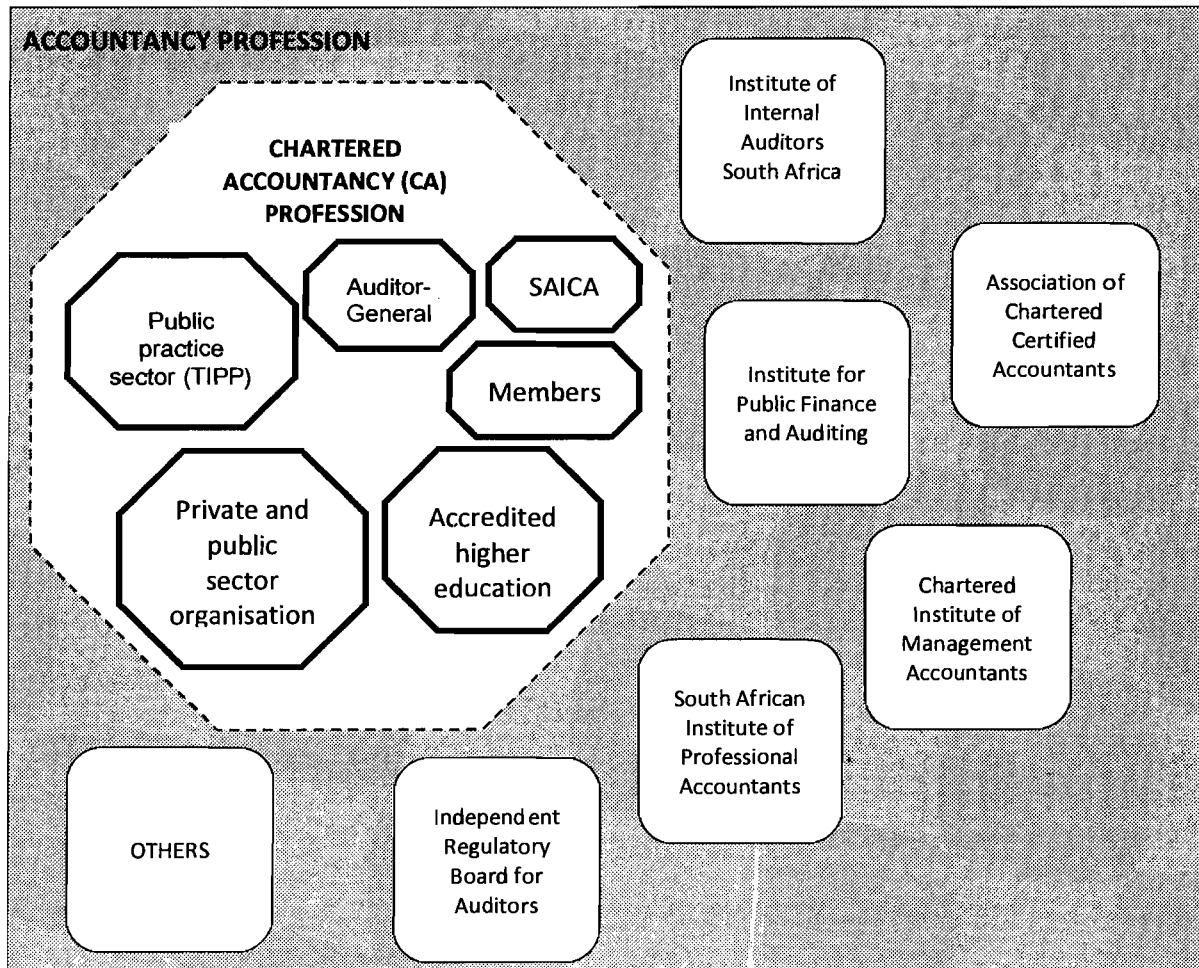 ACCOUNTANCY PROFESSION
CHARTERED
ACCOUNTANCY (CA)
PROFESSION
Public
practice
sector (TIPP)
Auditor-
General
SAICA
Members
Private and
public
sector
organisation
Accredited
higher
education
Institute of
Internal
Auditors
South Africa
Association of
Chartered
Certified
Accountants
Institute for
Public Finance
and Auditing
Chartered
Institute of
Management
Accountants
South African
Institute of
Professional
Accountants
Independent
Regulatory
Board for
Auditors
OTHERS